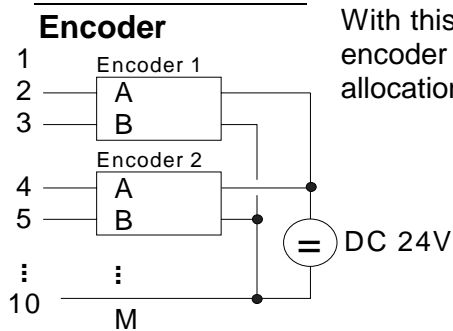 Encoder
With this
encoder
allocation
1
Encoder 1
2 A
3 B
Encoder 2
4 A
5 B
= DC 24V
⋮ ⋮
10
M